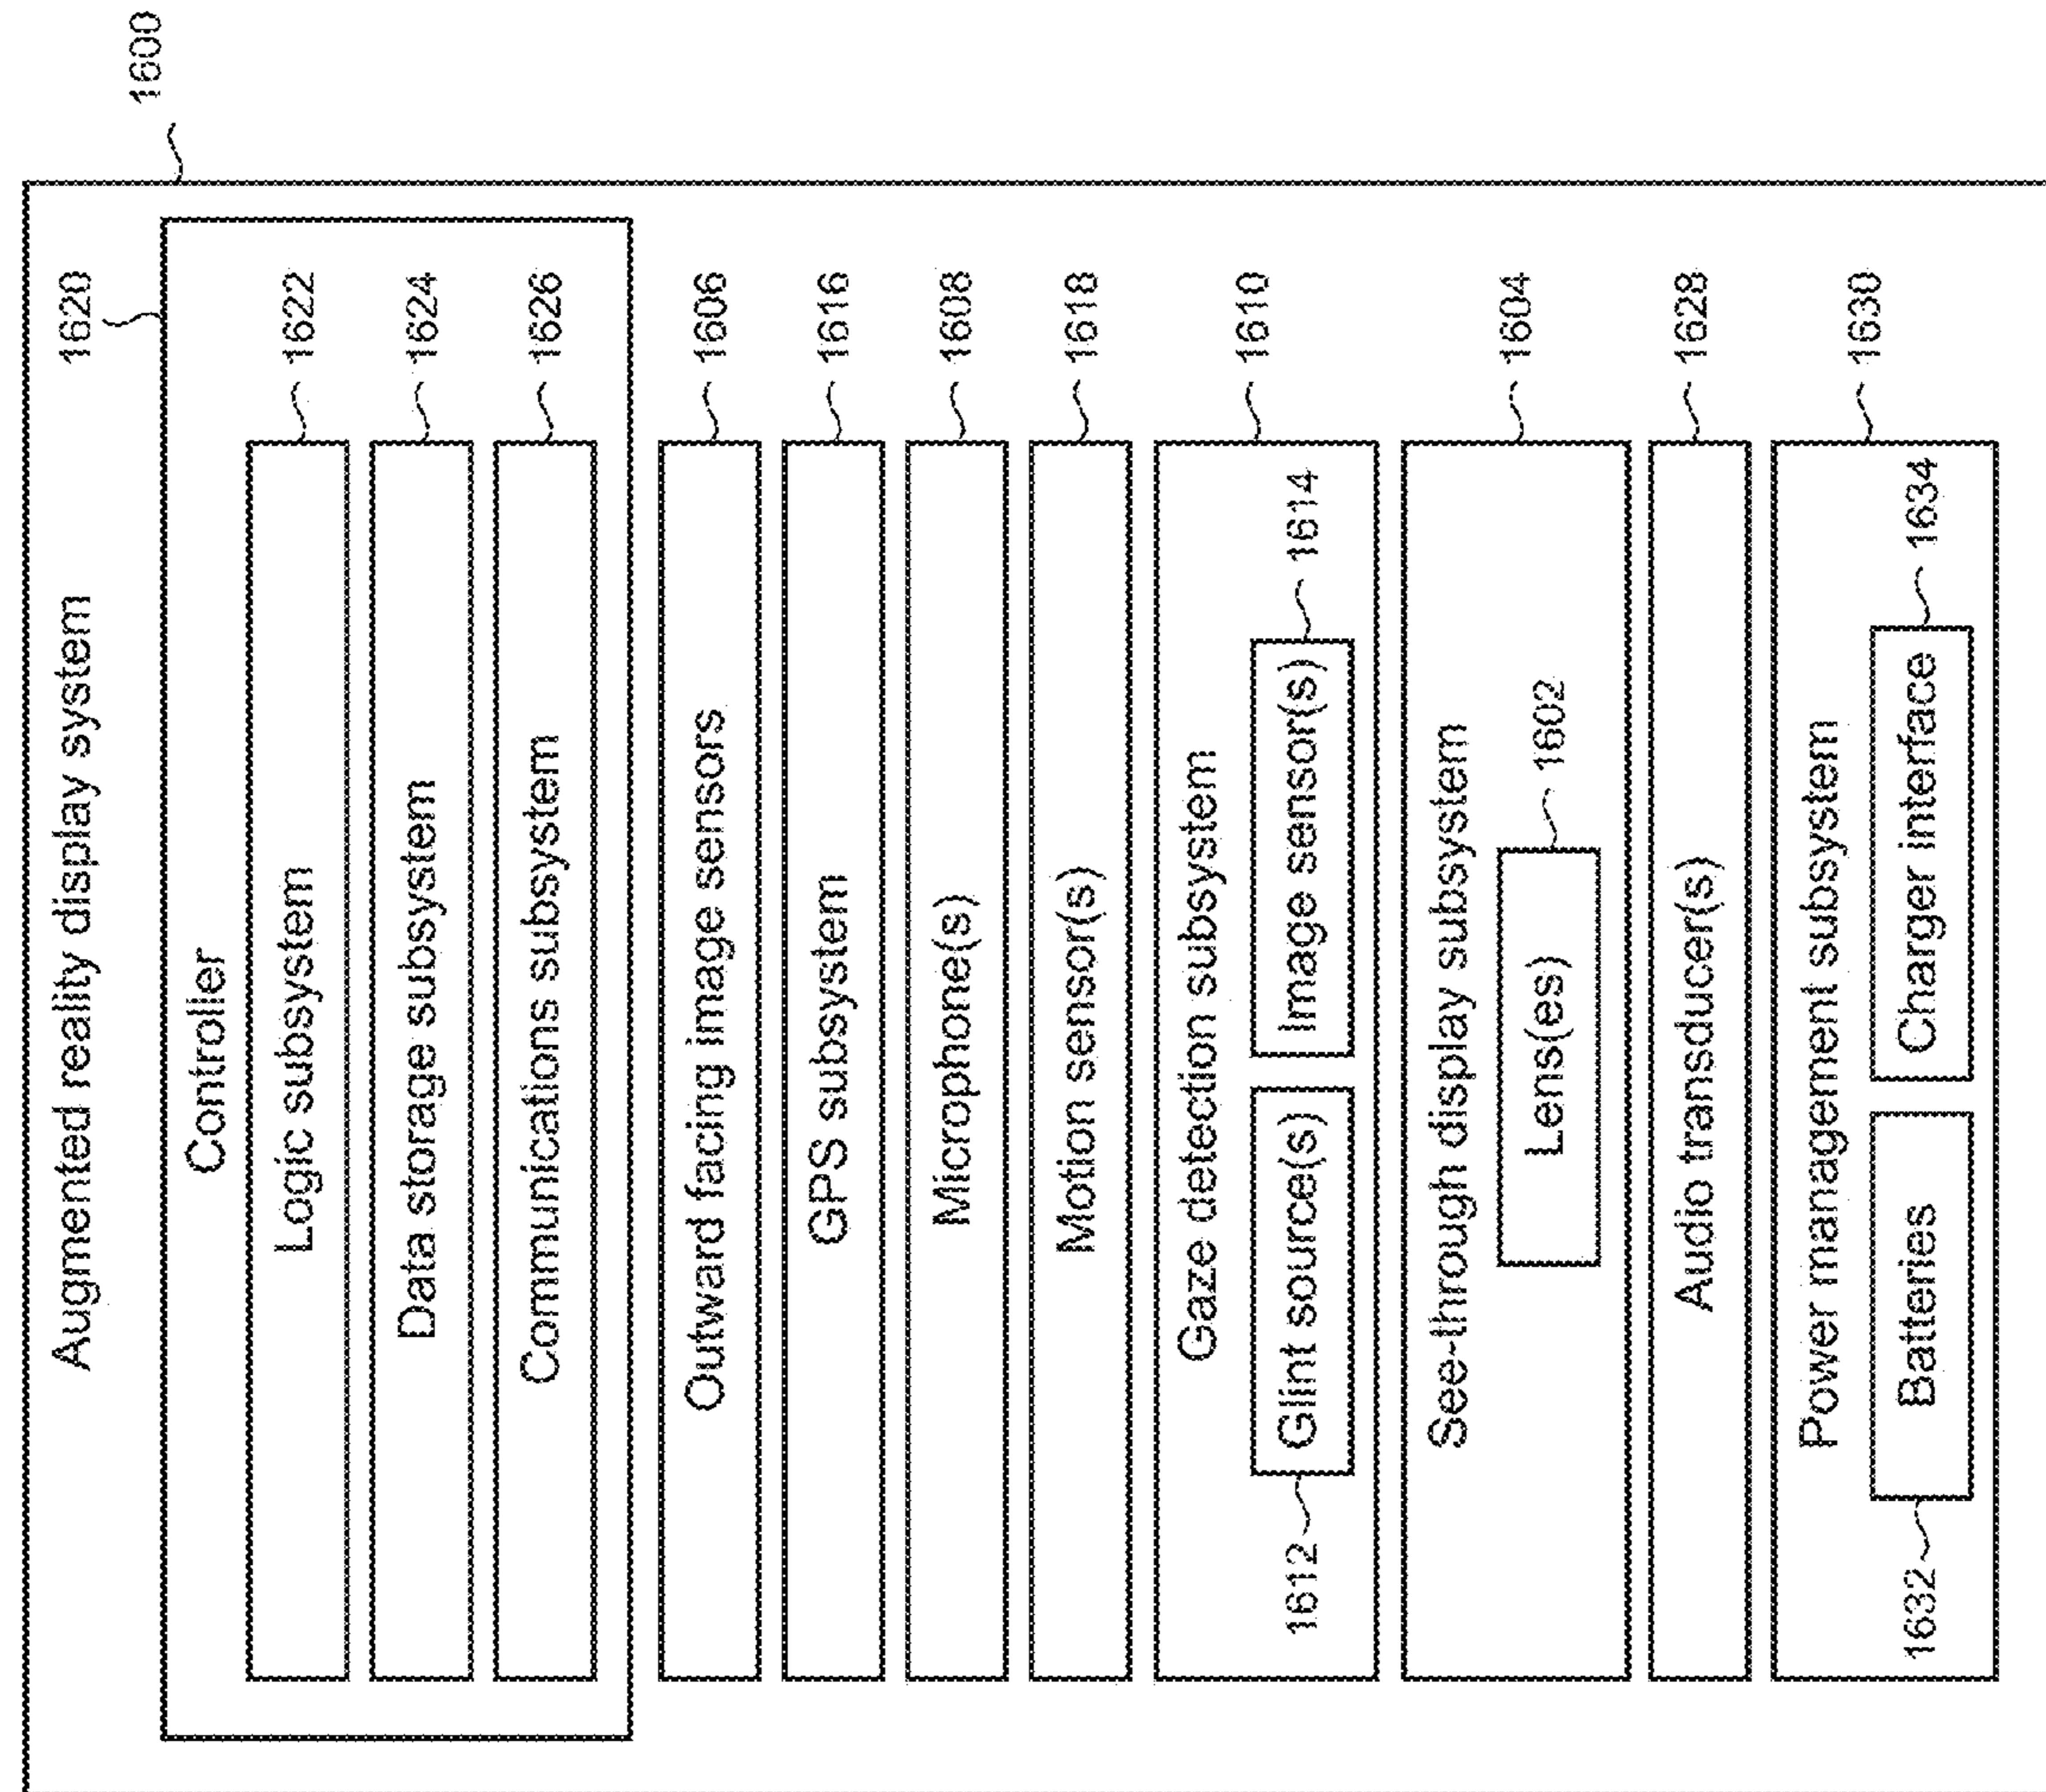 1600
Augmented reality display system
1620
Controller
Logic subsystem
1622
Data storage subsystem
1624
Communications subsystem
1626
Outward facing image sensors
1606
GPS subsystem
1616
Microphone(s)
1608
Motion sensor(s)
1618
Gaze detection subsystem
1610
1612
Glint source(s)
Image sensor(s)
1614
See-through display subsystem
1604
Lens(es)
1602
Audio transducer(s)
1628
Power management subsystem
1630
1632
Batteries
Charger interface
1634